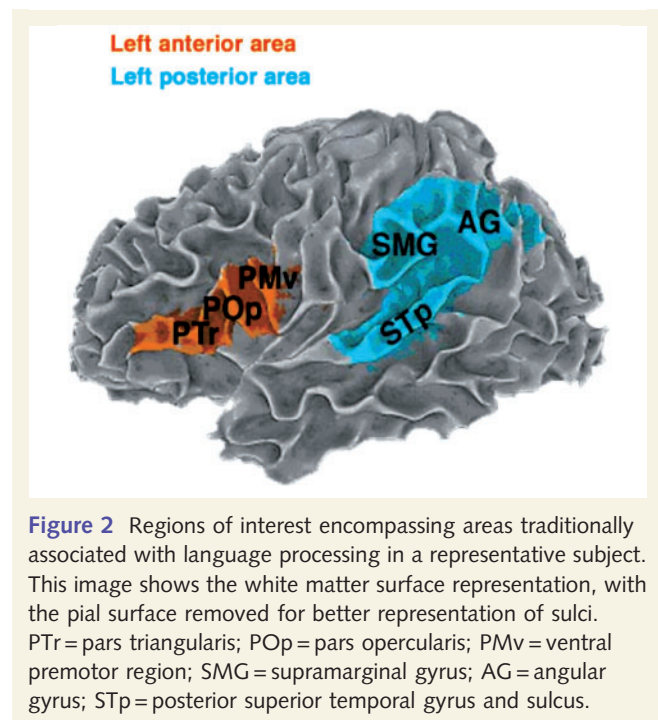 Left anterior area
Left posterior area
AG
SMG
PMv
POp
STp
PTr
Figure 2 Regions of interest encompassing areas traditionally
associated with language processing in a representative subject.
This image shows the white matter surface representation, with
the pial surface removed for better representation of sulci.
PTr = pars triangularis; POp = pars opercularis; PMv = ventral
premotor region; SMG = supramarginal gyrus; AG = angular
gyrus; STp = posterior superior temporal gyrus and sulcus.